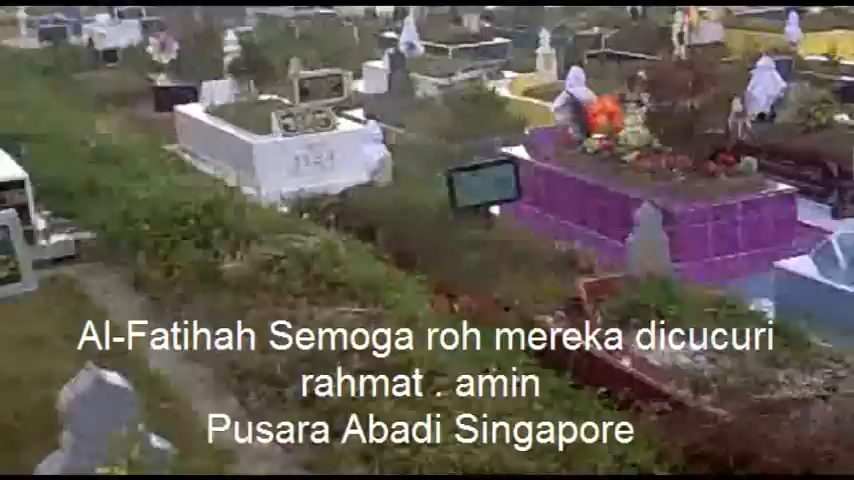 Al-Fatihah Semoga roh mereka dicucuri
rahmat . amin
Pusara Abadi Singapore